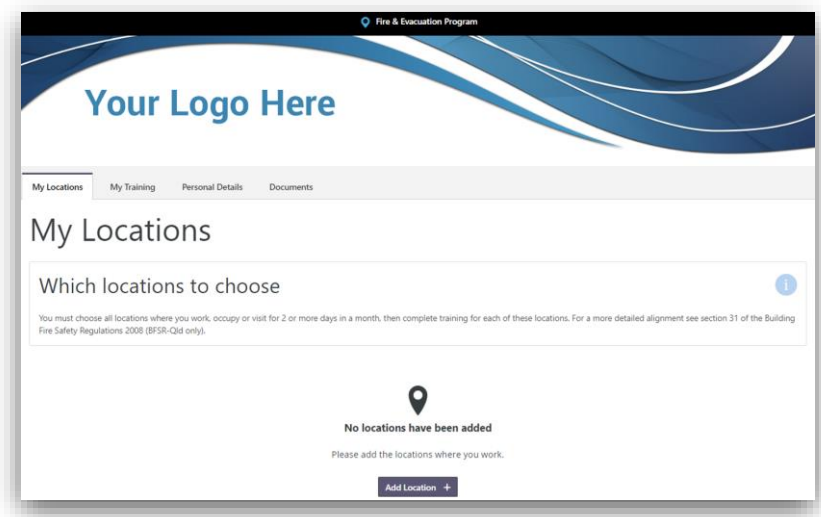 Fire & Evacuation Program
Your Logo Here
My Locations My Training Personal Details Documents
My Locations
Which locations to choose
i
You must choose all locations where you work, occupy or visit for 2 or more days in a month, then complete training for each of these locations. For a more detailed alignment see section 31 of the Building
Fire Safety Regulations 2008 (BFSR-Qld only).
No locations have been added
Please add the locations where you work.
Add Location +